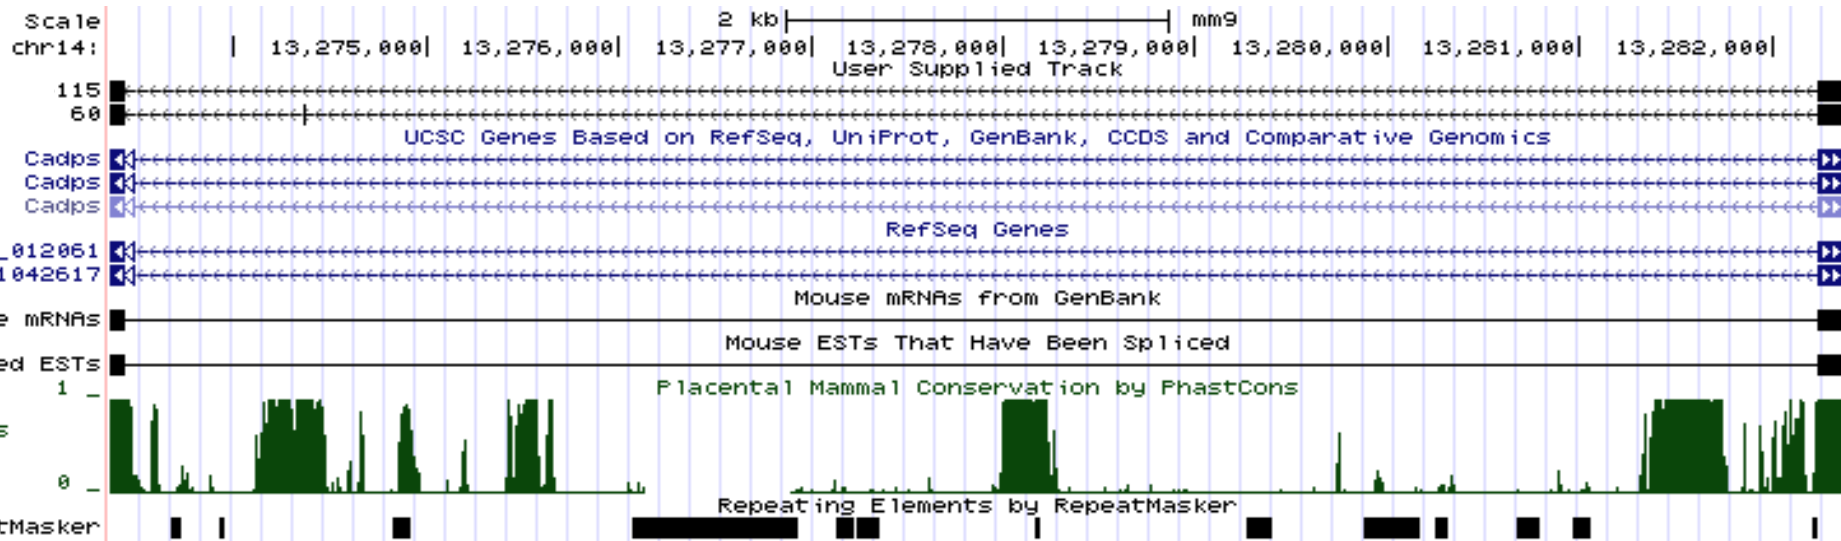 Scale 2 kb mm9
chr14: 13,275,000 13,276,000 13,277,000 13,278,000 13,279,000 13,280,000 13,281,000 13,282,000
User Supplied Track
115
60
UCSC Genes Based on RefSeq, UniProt, GenBank, CCDS and Comparative Genomics
Cadps
Cadps
Cadps
RefSeq Genes
_012061
1042617
Mouse mRNAs from GenBank
e mRNAs
Mouse ESTs That Have Been Spliced
ed ESTs
Placental Mammal Conservation by PhastCons
1 _
s
0 _
Repeating Elements by RepeatMasker
tMasker